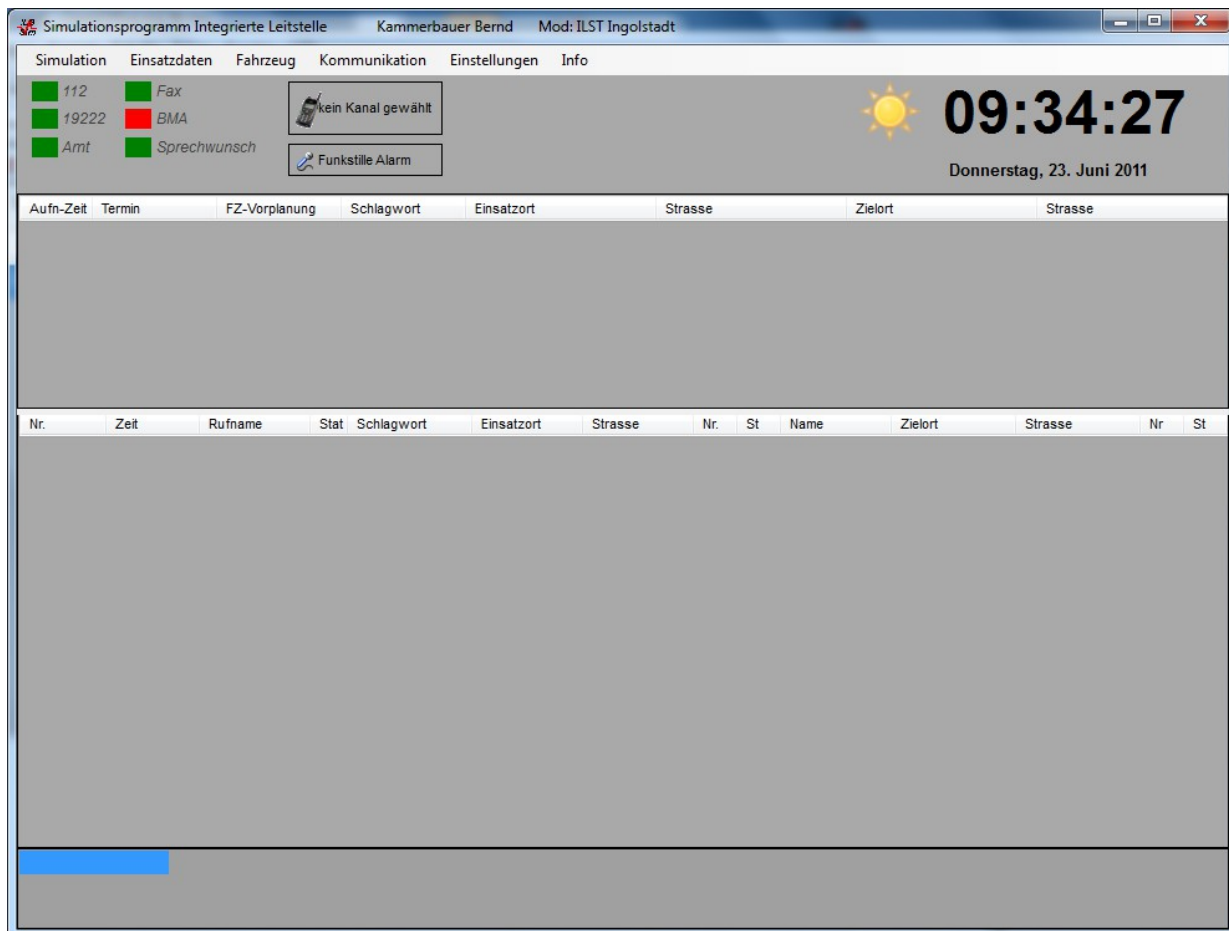 Simulationsprogramm Integrierte Leitstelle Kammerbauer Bernd Mod: ILST Ingolstadt
Simulation Einsatzdaten Fahrzeug Kommunikation Einstellungen Info
112 Fax
19222 BMA
Amt Sprechwunsch
kein Kanal gewählt
Funkstille Alarm
09:34:27
Donnerstag, 23. Juni 2011
Aufn-Zeit Termin FZ-Vorplanung Schlagwort Einsatzort Strasse Zielort Strasse
Nr. Zeit Rufname Stat Schlagwort Einsatzort Strasse Nr. St Name Zielort Strasse Nr St